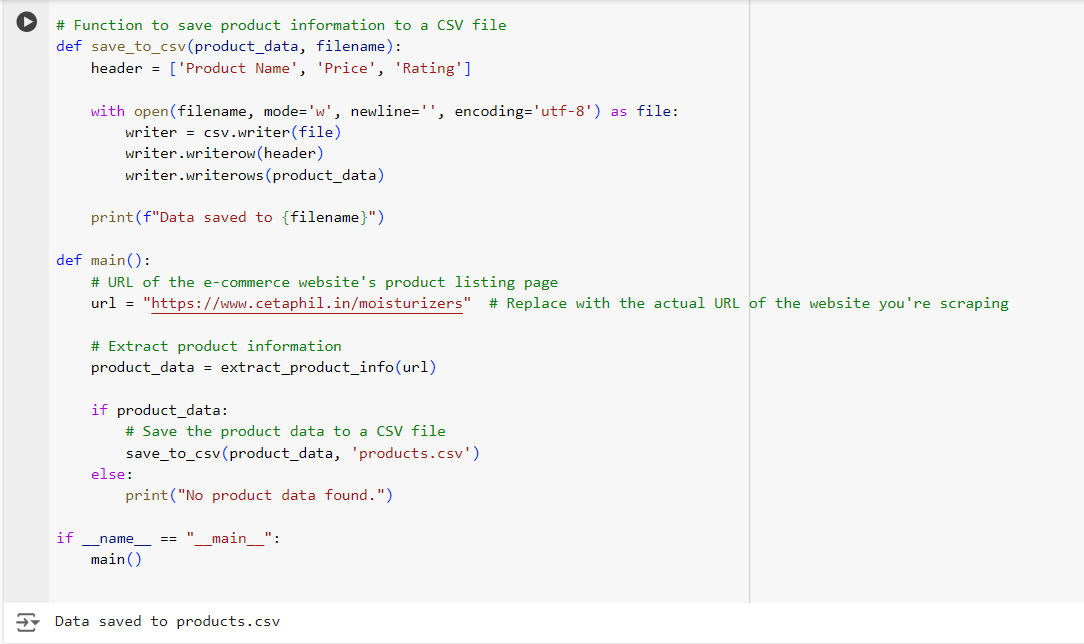 # Function to save product information to a CSV file
def save_to_csv(product_data, filename):
    header = ['Product Name', 'Price', 'Rating']

    with open(filename, mode='w', newline='', encoding='utf-8') as file:
        writer = csv.writer(file)
        writer.writerow(header)
        writer.writerows(product_data)

    print(f"Data saved to {filename}")

def main():
    # URL of the e-commerce website's product listing page
    url = "https://www.cetaphil.in/moisturizers"  # Replace with the actual URL of the website you're scraping

    # Extract product information
    product_data = extract_product_info(url)

    if product_data:
        # Save the product data to a CSV file
        save_to_csv(product_data, 'products.csv')
    else:
        print("No product data found.")

if __name__ == "__main__":
    main()

Data saved to products.csv